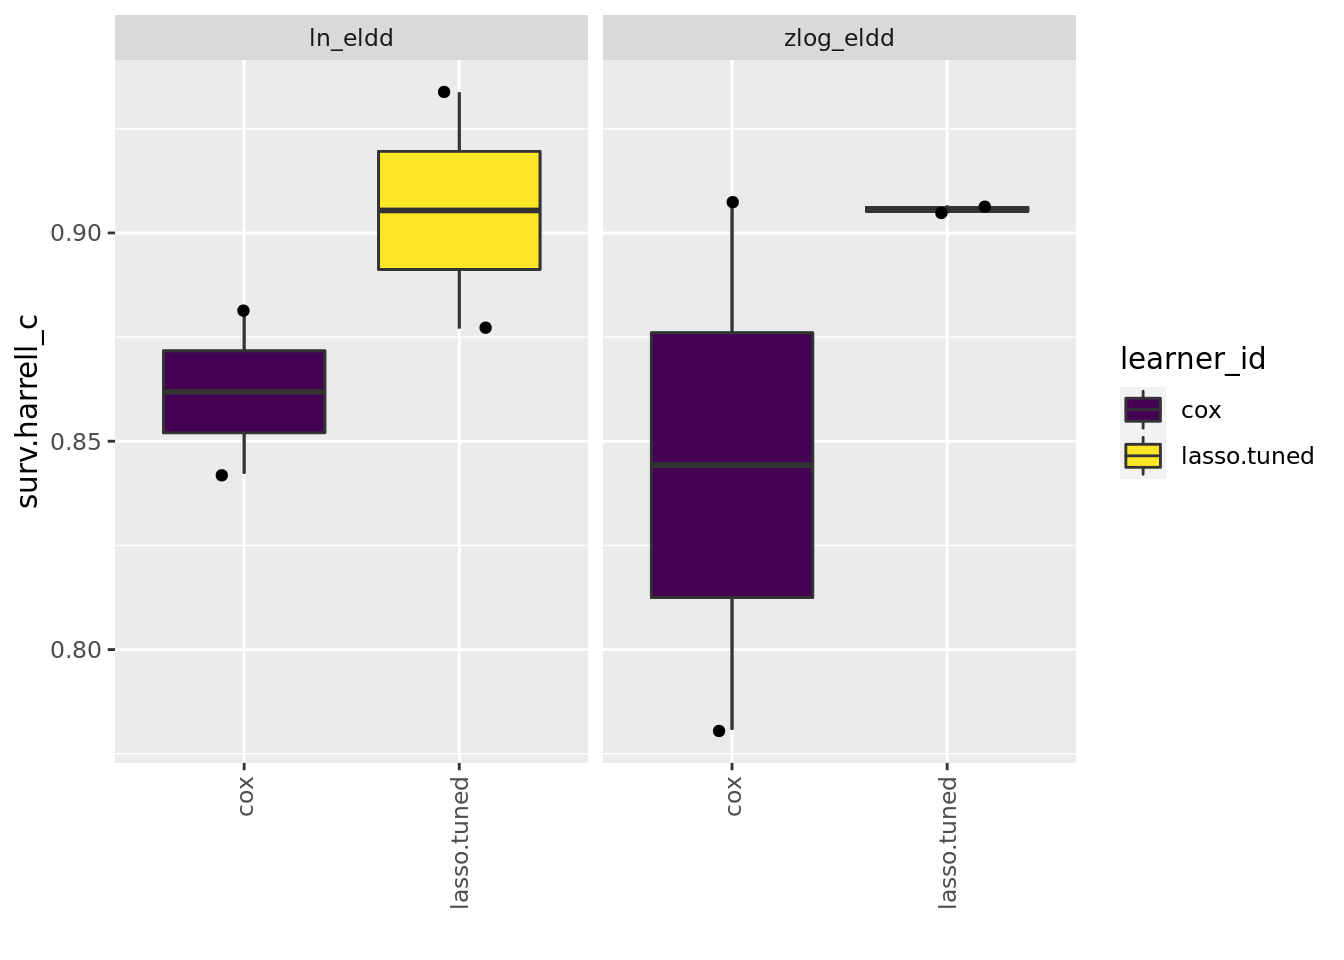 ln_eldd
zlog_eldd
surv.harrell_c
0.90
0.85
0.80
cox
lasso.tuned
cox
lasso.tuned
learner_id
cox
lasso.tuned